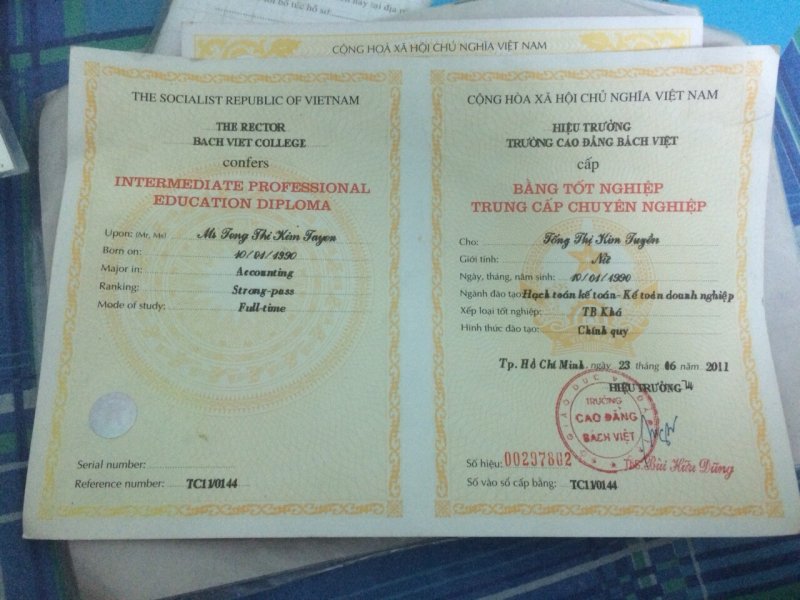 CỘNG HOÀ XÃ HỘI CHỦ NGHĨA VIỆT NAM
THE SOCIALIST REPUBLIC OF VIETNAM
THE RECTOR
BACH VIET COLLEGE
confers
INTERMEDIATE PROFESSIONAL
EDUCATION DIPLOMA
Upon: (Mr, Ms) Ms Tong Thi Kim Tuyen
Born on: 10/01/1990
Major in: Accounting
Ranking: Strong-pass
Mode of study: Full-time
Serial number:
Reference number: TC11/0144
CỘNG HÒA XÃ HỘI CHỦ NGHĨA VIỆT NAM
HIỆU TRƯỞNG
TRƯỜNG CAO ĐẲNG BÁCH VIỆT
cấp
BẰNG TỐT NGHIỆP
TRUNG CẤP CHUYÊN NGHIỆP
Cho: Tống Thị Kim Tuyền
Giới tính: Nữ
Ngày, tháng, năm sinh: 10/01/1990
Ngành đào tạo: Hạch toán kế toán- Kế toán doanh nghiệp
Xếp loại tốt nghiệp: TB Khá
Hình thức đào tạo: Chính quy
Tp. Hồ Chí Minh, ngày 23 tháng 06 năm 2011
HIỆU TRƯỞNG
TRƯỜNG
CAO ĐẲNG
BÁCH VIỆT
Số hiệu: 00297802
ThS Bùi Hữu Dũng
Số vào sổ cấp bằng: TC11/0144